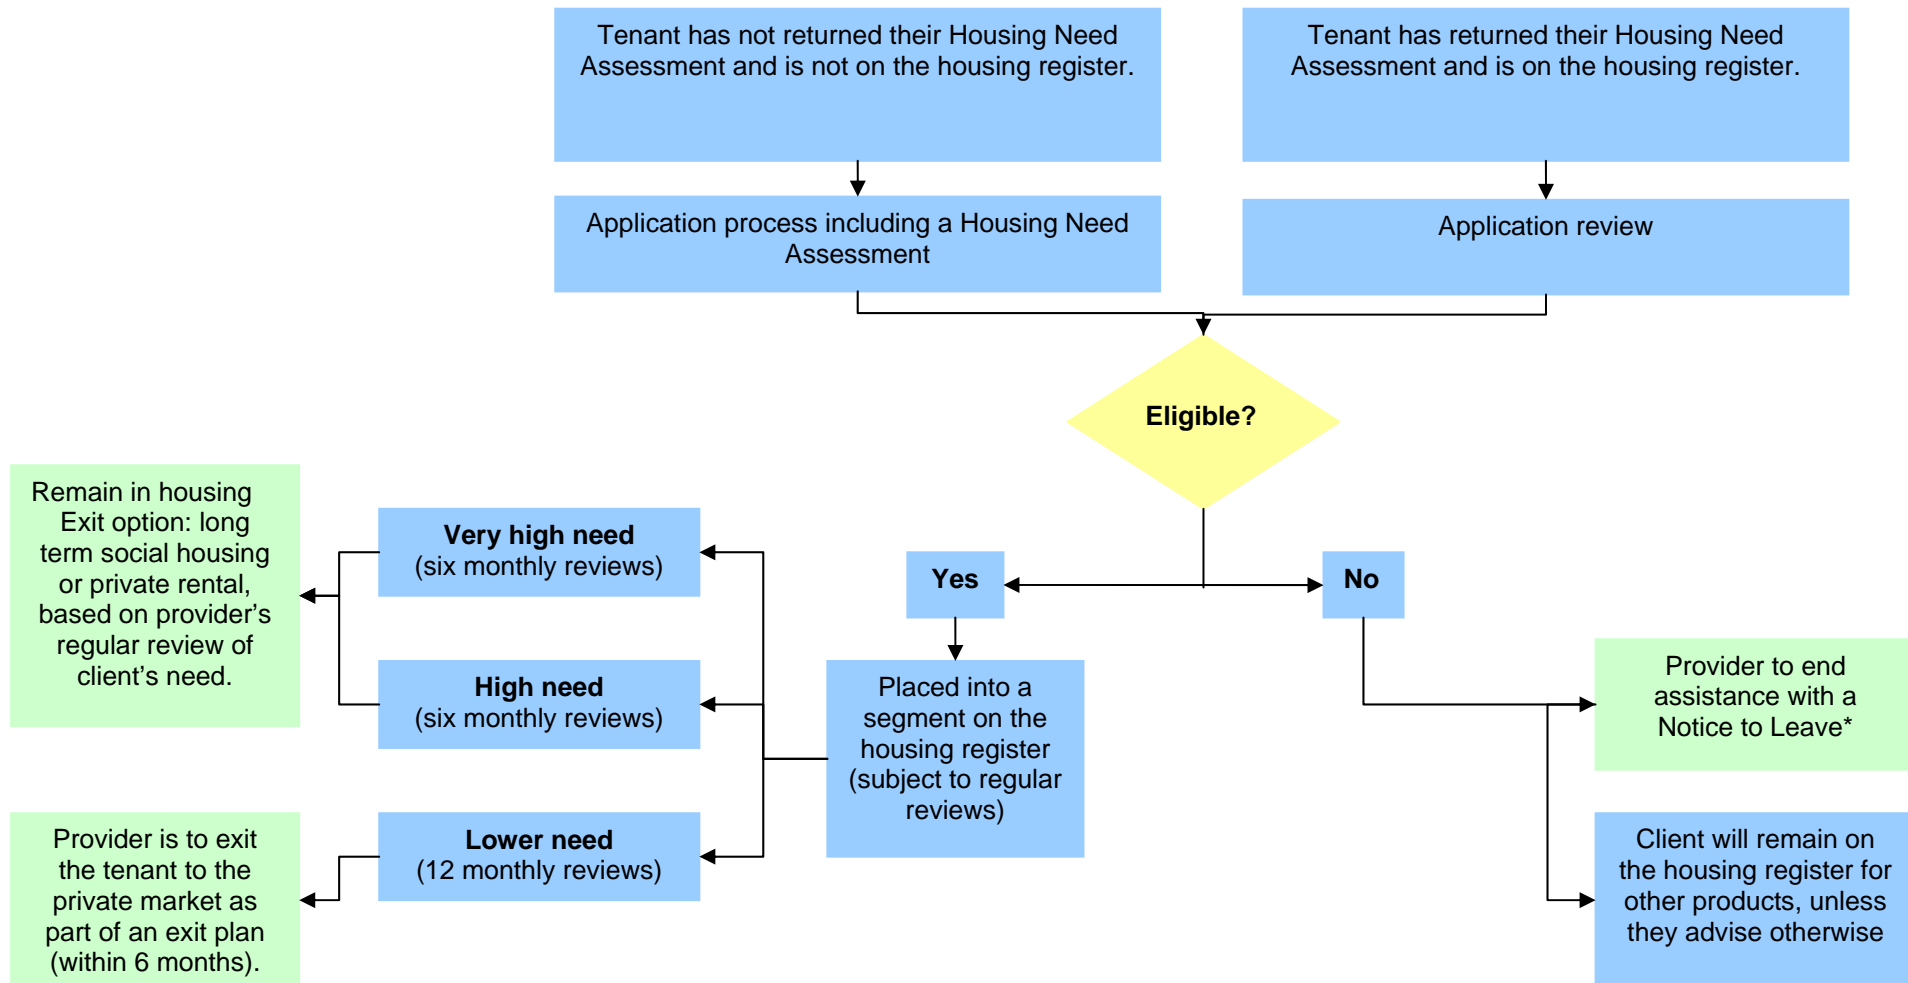 Tenant has not returned their Housing Need
Assessment and is not on the housing register.
Tenant has returned their Housing Need
Assessment and is on the housing register.
Application process including a Housing Need
Assessment
Application review
Eligible?
Yes
No
Very high need
(six monthly reviews)
High need
(six monthly reviews)
Lower need
(12 monthly reviews)
Placed into a
segment on the
housing register
(subject to regular
reviews)
Remain in housing
Exit option: long
term social housing
or private rental,
based on provider’s
regular review of
client’s need.
Provider is to exit
the tenant to the
private market as
part of an exit plan
(within 6 months).
Provider to end
assistance with a
Notice to Leave*
Client will remain on
the housing register for
other products, unless
they advise otherwise